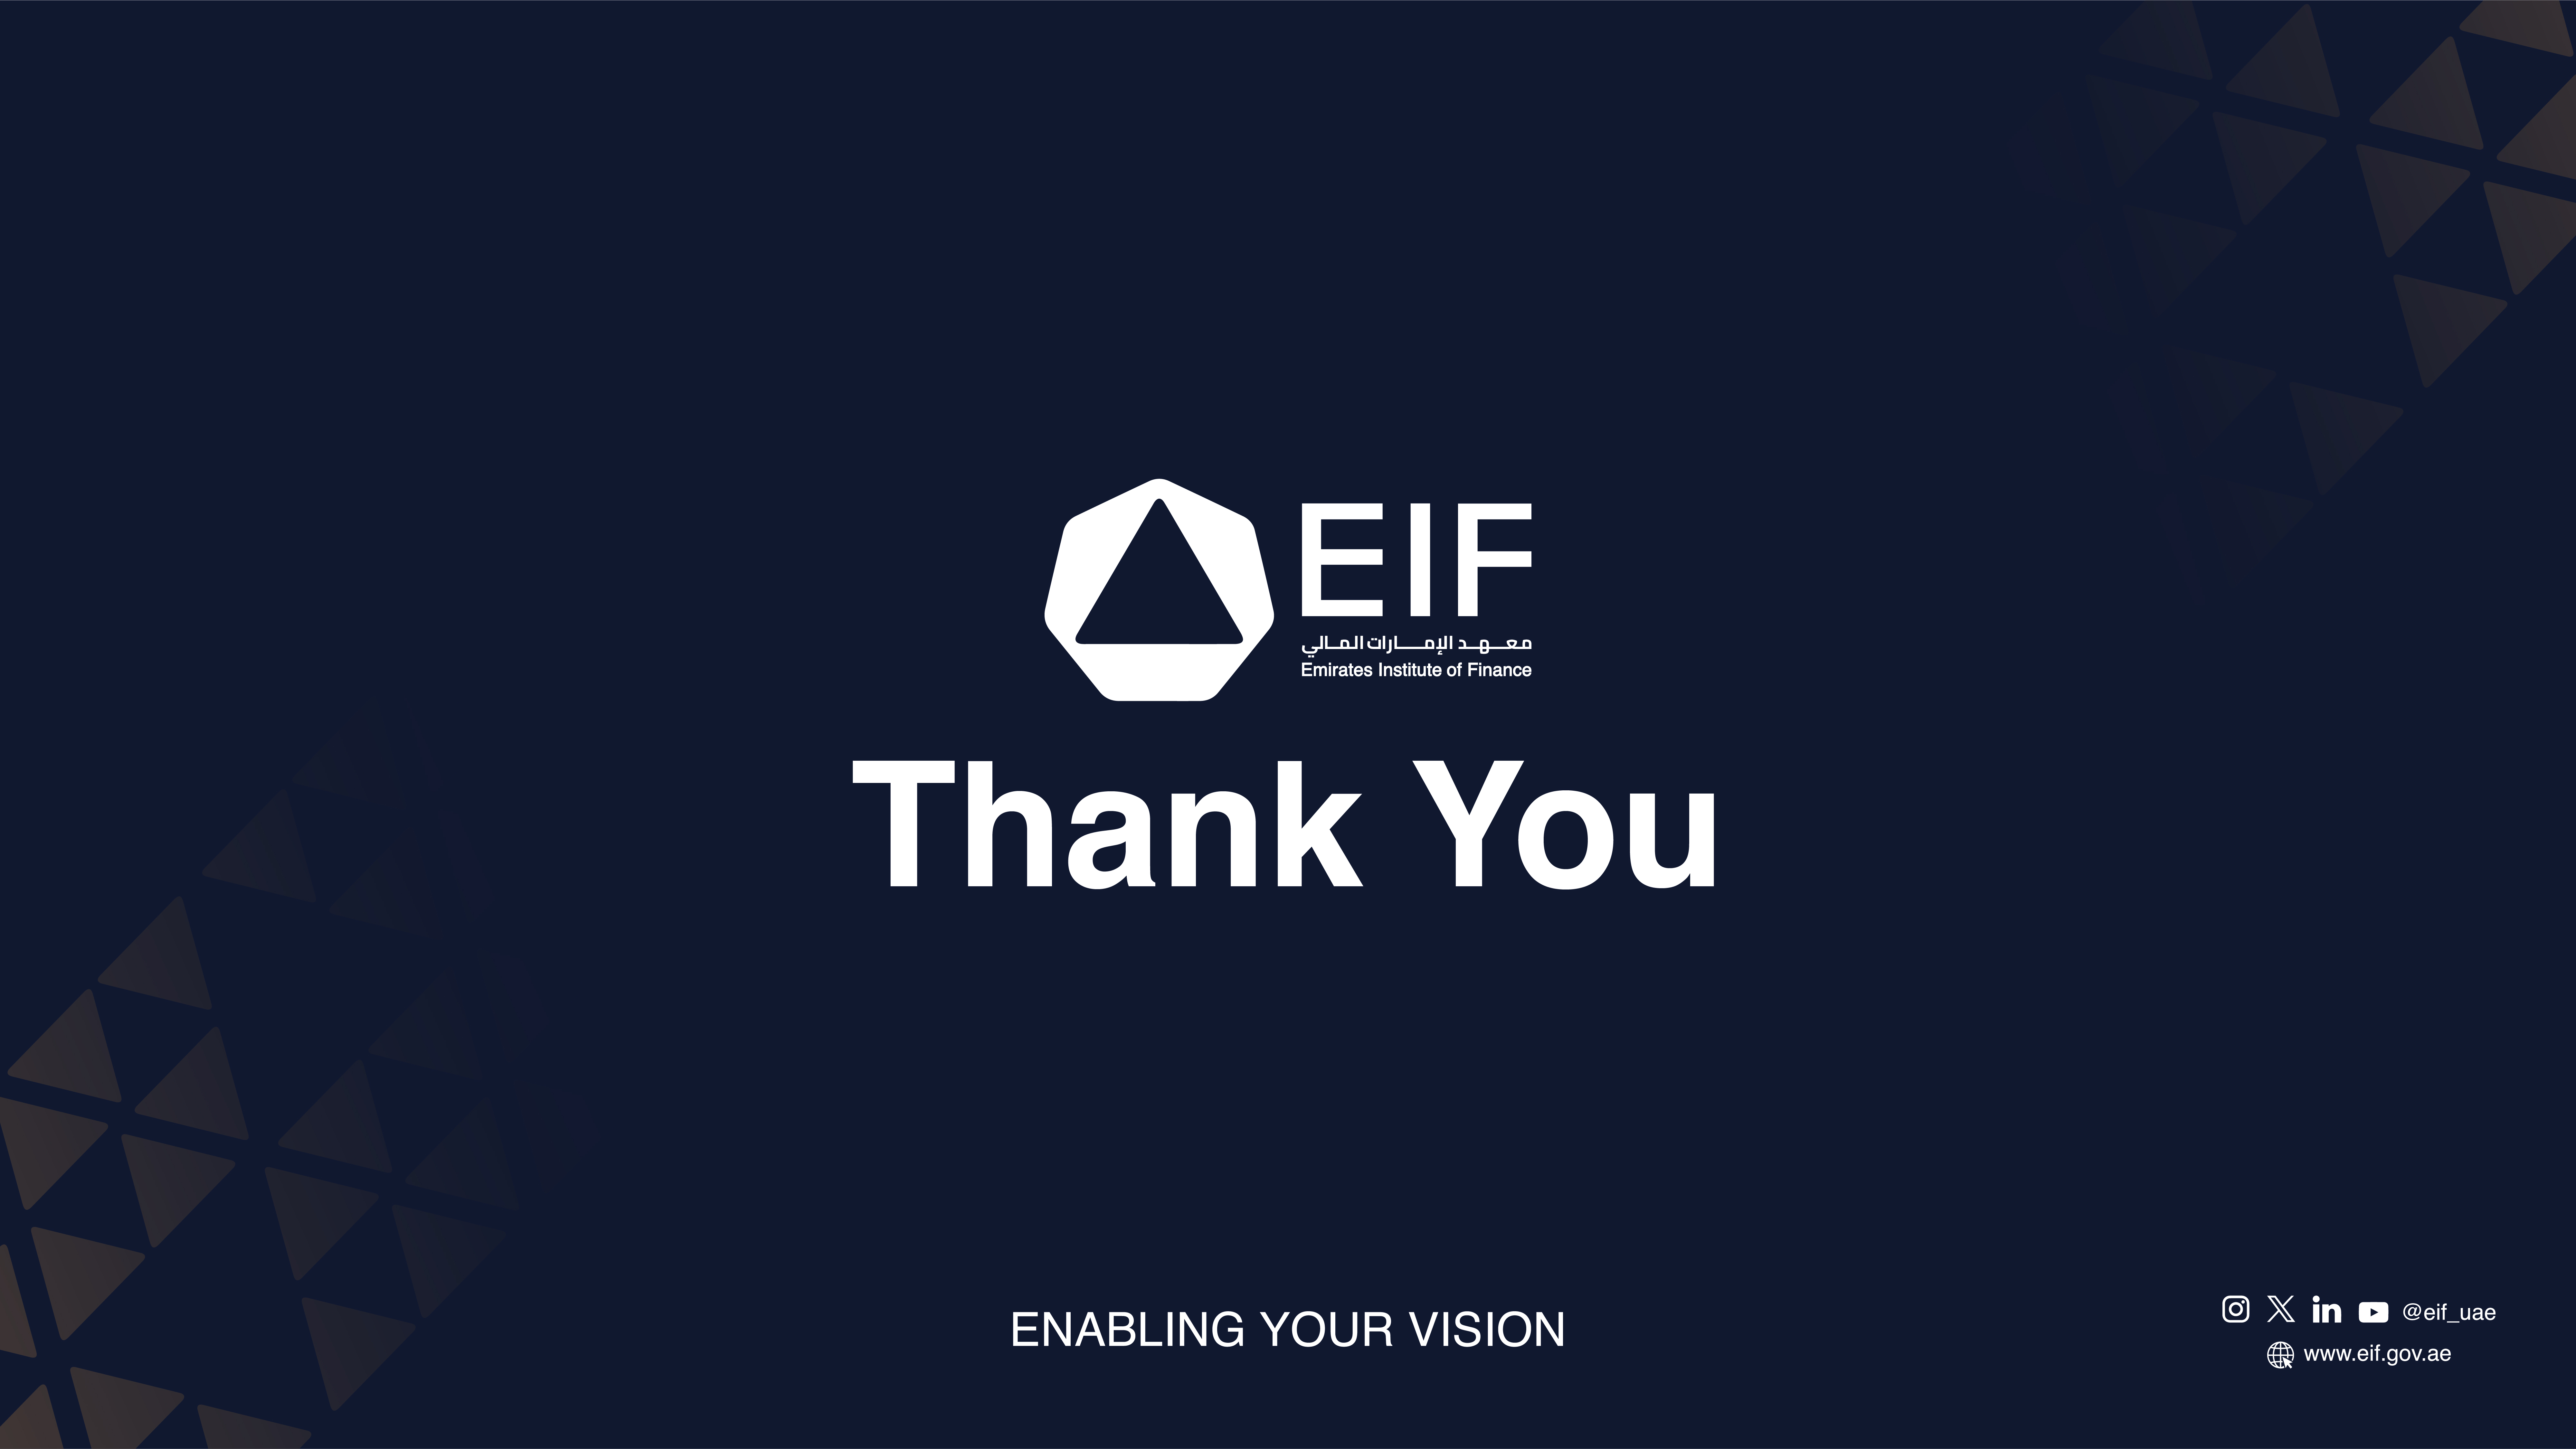 EIF
معهد الإمارات المالي
Emirates Institute of Finance
Thank You
ENABLING YOUR VISION
@eif_uae
www.eif.gov.ae